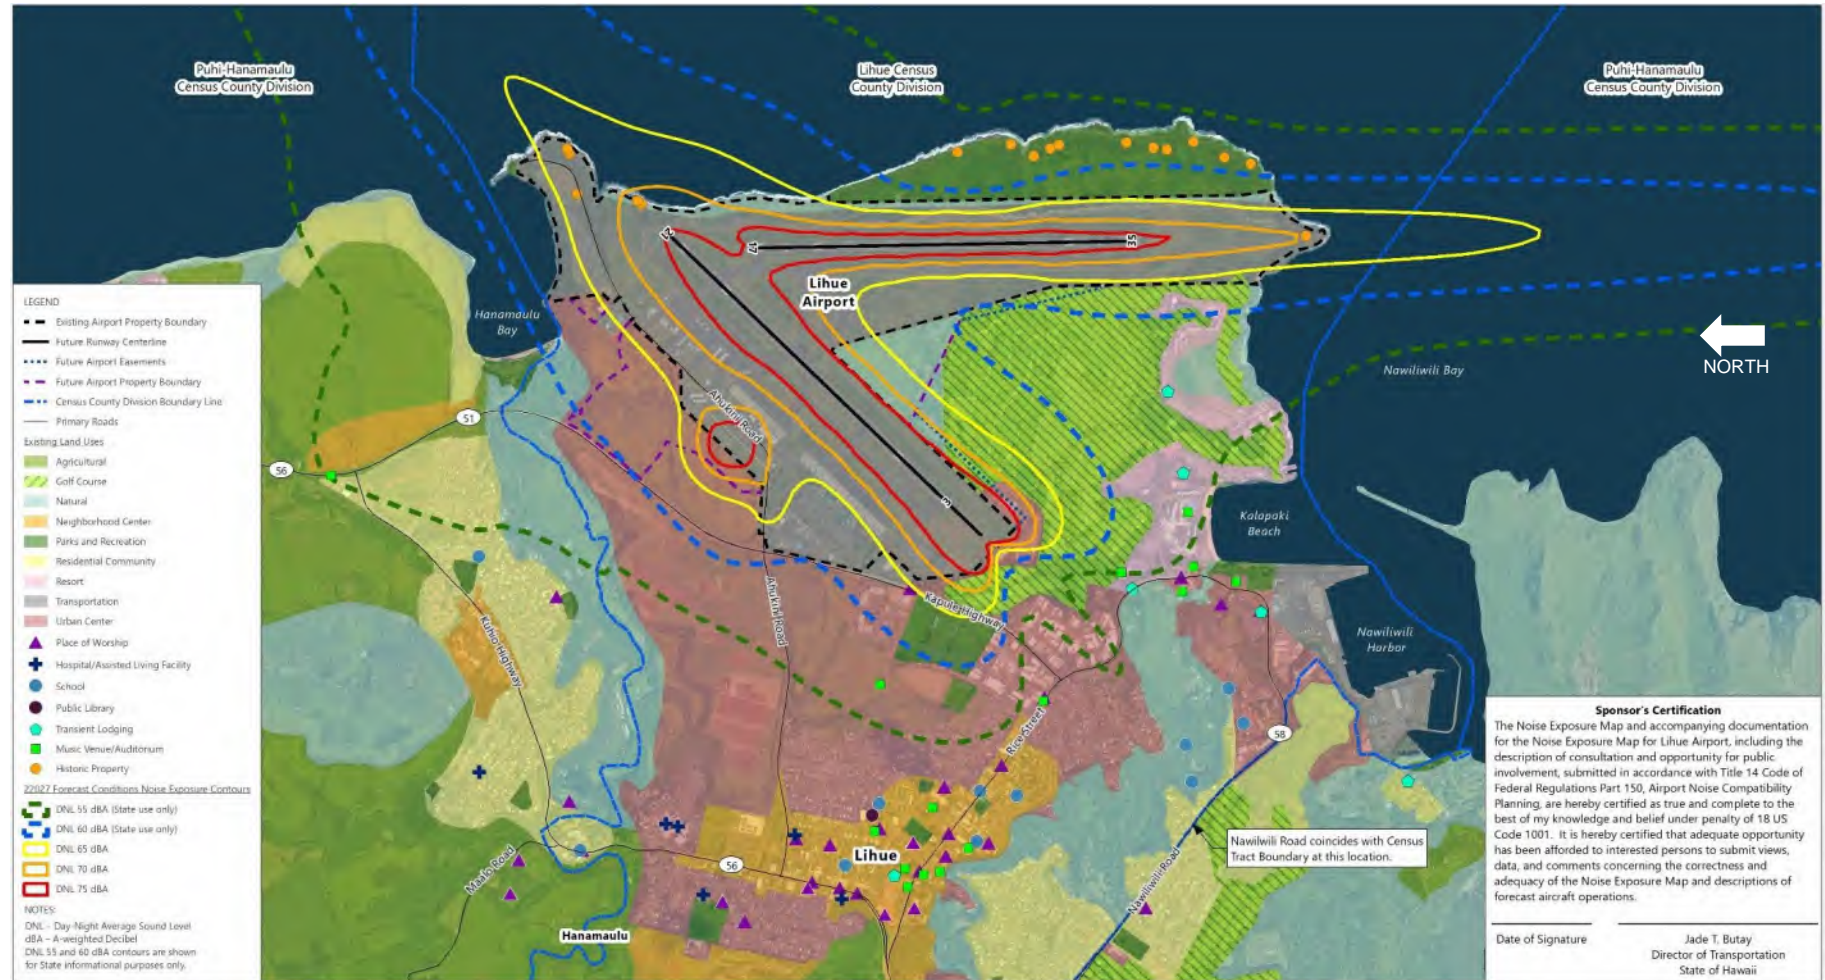 Puhi-Hanamaulu
Census County Division
Lihue Census
County Division
Puhi-Hanamaulu
Census County Division
21
17
35
3
Lihue
Airport
Hanamaulu
Bay
Nawiliwili Bay
NORTH
Ahukini Road
51
56
Kalapaki
Beach
Ahukini Road
Kapule Highway
Kuhio Highway
Nawiliwili
Harbor
Rice Street
58
Lihue
56
Maalo Road
Nawiliwili Road
Hanamaulu
Nawilwili Road coincides with Census
Tract Boundary at this location.
LEGEND
Existing Airport Property Boundary
Future Runway Centerline
Future Airport Easements
Future Airport Property Boundary
Census County Division Boundary Line
Primary Roads
Existing Land Uses
Agricultural
Golf Course
Natural
Neighborhood Center
Parks and Recreation
Residential Community
Resort
Transportation
Urban Center
Place of Worship
Hospital/Assisted Living Facility
School
Public Library
Transient Lodging
Music Venue/Auditorium
Historic Property
22027 Forecast Conditions Noise Exposure Contours
DNL 55 dBA (State use only)
DNL 60 dBA (State use only)
DNL 65 dBA
DNL 70 dBA
DNL 75 dBA
NOTES:
DNL - Day-Night Average Sound Level
dBA – A-weighted Decibel
DNL 55 and 60 dBA contours are shown
for State informational purposes only.
Sponsor's Certification
The Noise Exposure Map and accompanying documentation
for the Noise Exposure Map for Lihue Airport, including the
description of consultation and opportunity for public
involvement, submitted in accordance with Title 14 Code of
Federal Regulations Part 150, Airport Noise Compatibility
Planning, are hereby certified as true and complete to the
best of my knowledge and belief under penalty of 18 US
Code 1001. It is hereby certified that adequate opportunity
has been afforded to interested persons to submit views,
data, and comments concerning the correctness and
adequacy of the Noise Exposure Map and descriptions of
forecast aircraft operations.
Date of Signature
Jade T. Butay
Director of Transportation
State of Hawaii